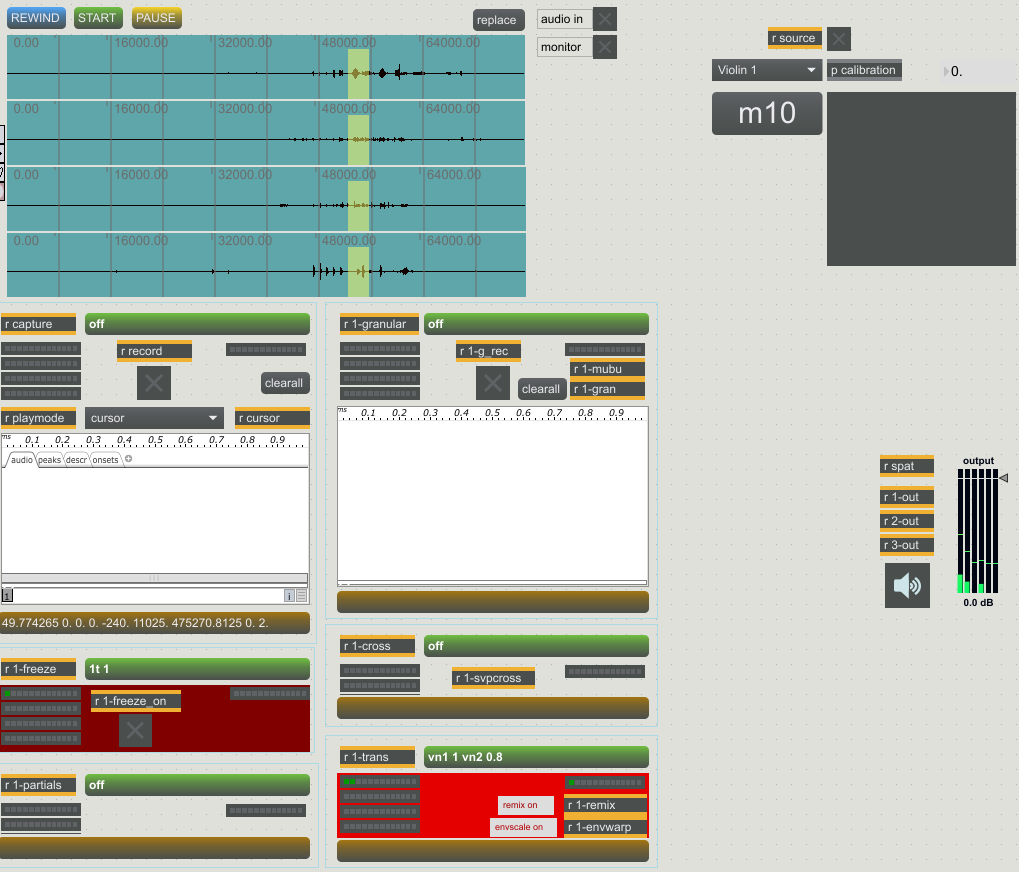 REWIND START PAUSE replace audio in
monitor
r source
Violin 1 p calibration 0.
m10
0.00 16000.00 32000.00 48000.00 64000.00
0.00 16000.00 32000.00 48000.00 64000.00
0.00 16000.00 32000.00 48000.00 64000.00
0.00 16000.00 32000.00 48000.00 64000.00
r capture off
r record
clearall
r playmode cursor r cursor
ms 0.1 0.2 0.3 0.4 0.5 0.6 0.7 0.8 0.9
audio peaks descr onsets
i i
49.774265 0. 0. 0. -240. 11025. 475270.8125 0. 2.
r 1-freeze 1t 1
r 1-freeze_on
r 1-partials off
r 1-granular off
r 1-g_rec
r 1-mubu
clearall r 1-gran
ms 0.1 0.2 0.3 0.4 0.5 0.6 0.7 0.8 0.9
r 1-cross off
r 1-svpcross
r 1-trans vn1 1 vn2 0.8
remix on r 1-remix
envscale on r 1-envwarp
output
r spat
r 1-out
r 2-out
r 3-out
0.0 dB